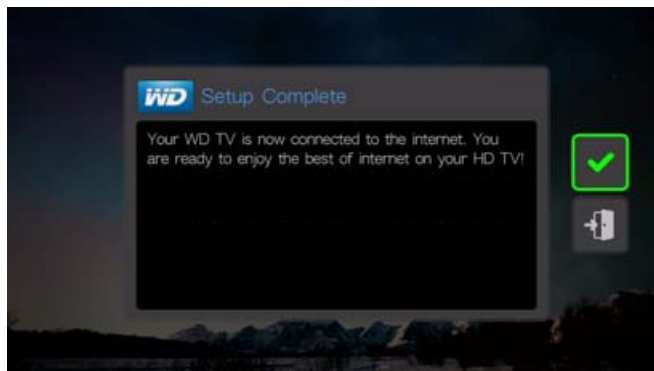 WD Setup Complete
Your WD TV is now connected to the internet. You
are ready to enjoy the best of internet on your HD TV!